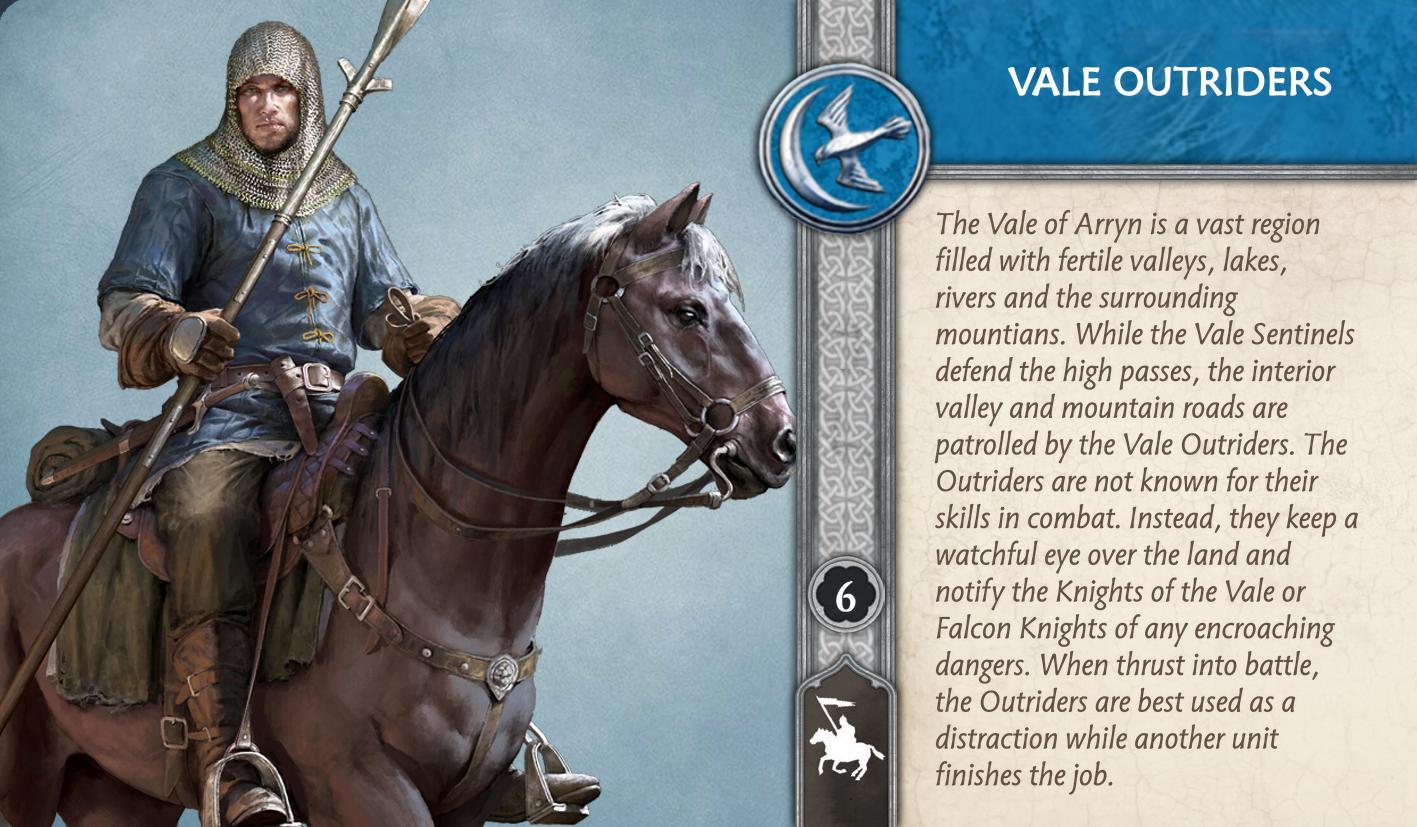 VALE OUTRIDERS
The Vale of Arryn is a vast region
filled with fertile valleys, lakes,
rivers and the surrounding
mountians. While the Vale Sentinels
defend the high passes, the interior
valley and mountain roads are
patrolled by the Vale Outriders. The
Outriders are not known for their
skills in combat. Instead, they keep a
watchful eye over the land and
notify the Knights of the Vale or
Falcon Knights of any encroaching
dangers. When thrust into battle,
the Outriders are best used as a
distraction while another unit
finishes the job.
6